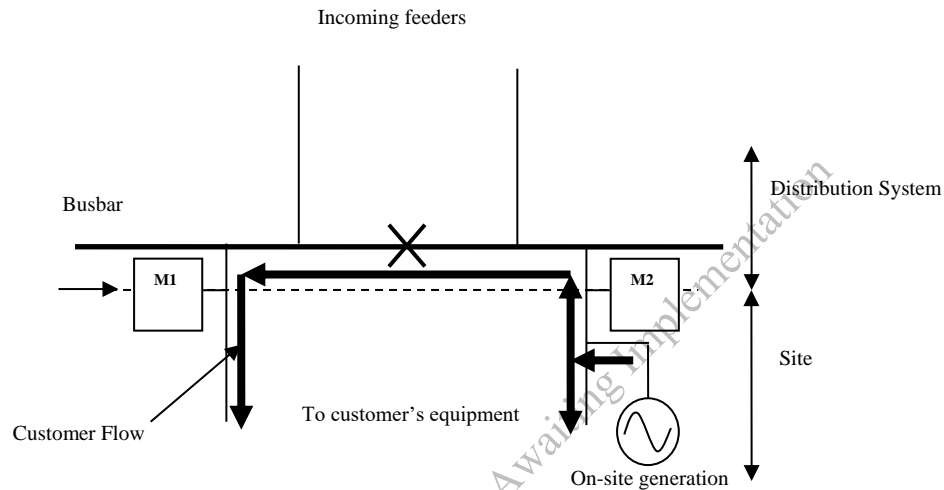 Incoming feeders
Distribution System
Busbar
M1
M2
Site
To customer's equipment
Customer Flow
On-site generation
Awaiting Implementation